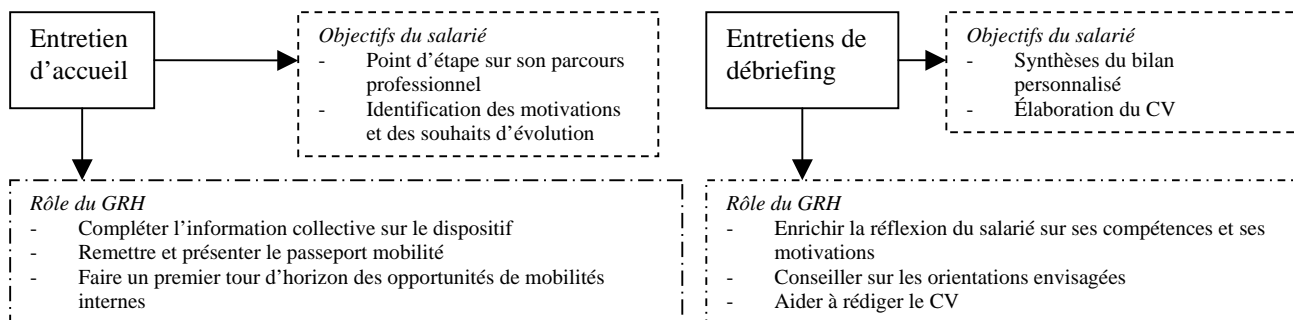 Entretien
d’accueil
Objectifs du salarié
- Point d’étape sur son parcours
professionnel
- Identification des motivations
et des souhaits d’évolution
Rôle du GRH
- Compléter l’information collective sur le dispositif
- Remettre et présenter le passeport mobilité
- Faire un premier tour d’horizon des opportunités de mobilités
internes
Entretiens de
débriefing
Objectifs du salarié
- Synthèses du bilan
personnalisé
- Élaboration du CV
Rôle du GRH
- Enrichir la réflexion du salarié sur ses compétences et ses
motivations
- Conseiller sur les orientations envisagées
- Aider à rédiger le CV